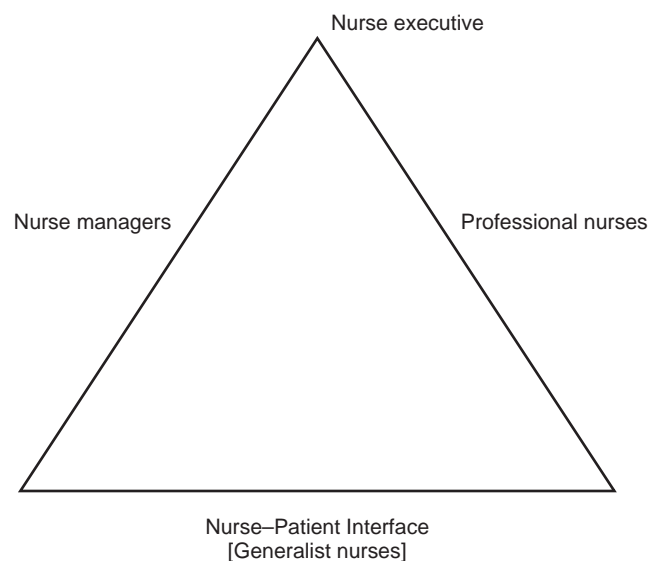 Nurse executive
Nurse managers
Professional nurses
Nurse–Patient Interface
[Generalist nurses]